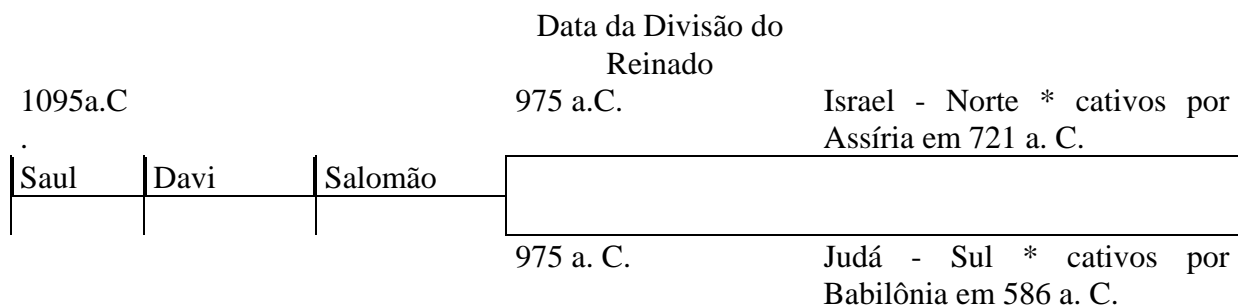 Data da Divisão do
Reinado
1095a.C
.
975 a.C.
Israel - Norte * cativos por
Assíria em 721 a. C.
Saul
Davi
Salomão
975 a. C.
Judá - Sul * cativos por
Babilônia em 586 a. C.